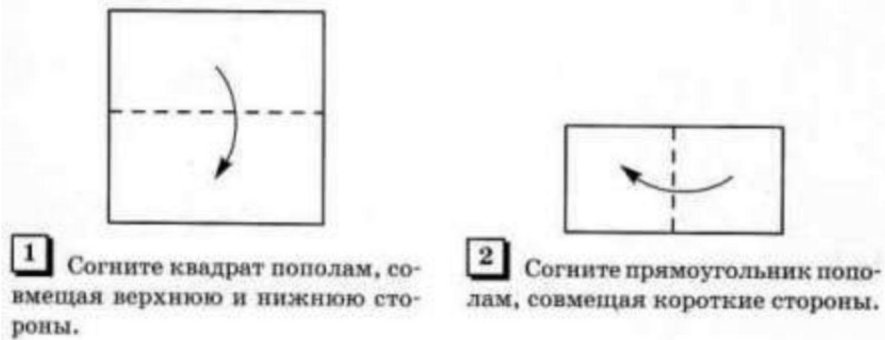 1 Согните квадрат пополам, со-
вмещая верхнюю и нижнюю сто-
роны.
2 Согните прямоугольник попо-
лам, совмещая короткие стороны.